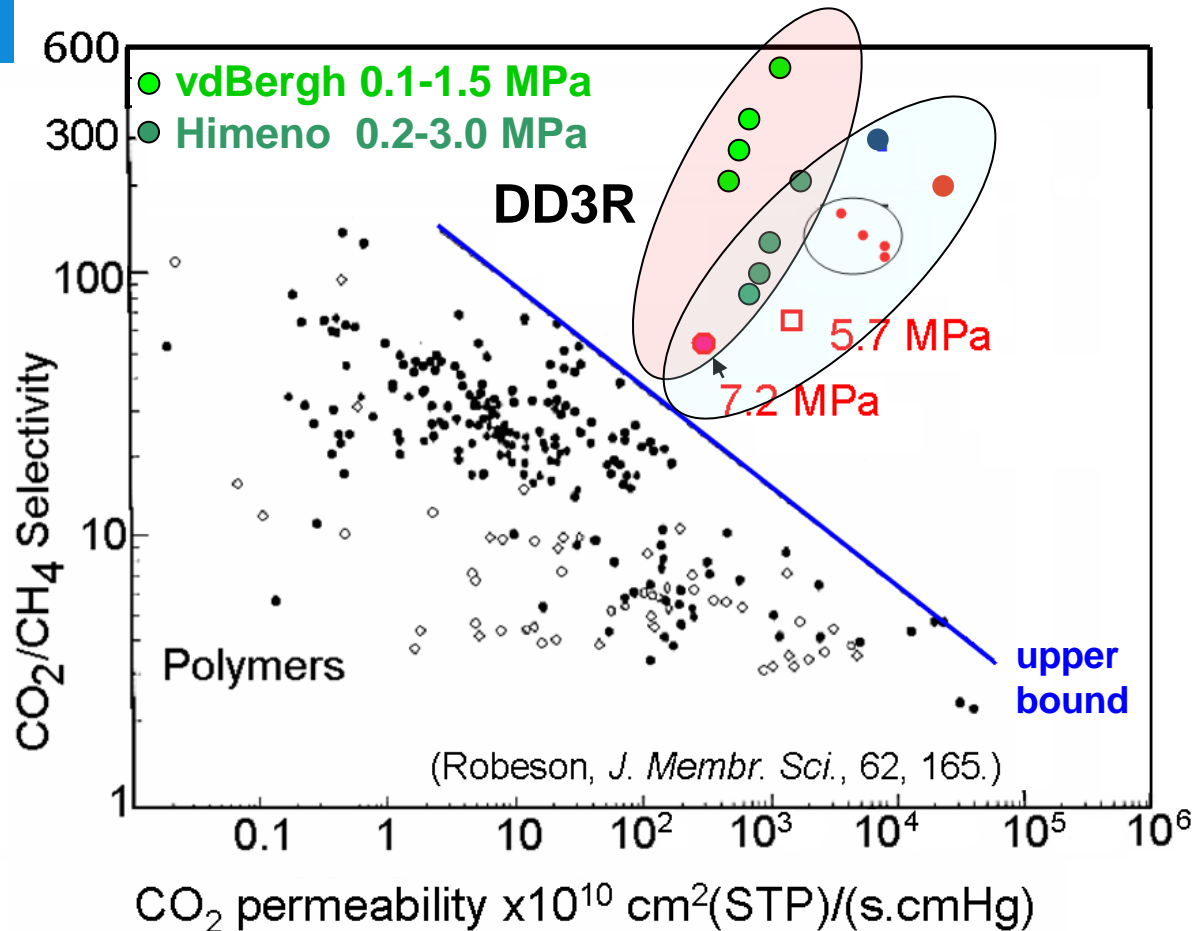 600
vdBergh 0.1-1.5 MPa
300
Himeno 0.2-3.0 MPa
DD3R
100
5.7 MPa
7.2 MPa
10
CO2/CH4 Selectivity
Polymers
upper
bound
(Robeson, J. Membr. Sci., 62, 165.)
1
0.1 1 10 10² 10³ 10⁴ 10⁵ 10⁶
CO₂ permeability x10¹⁰ cm²(STP)/(s.cmHg)